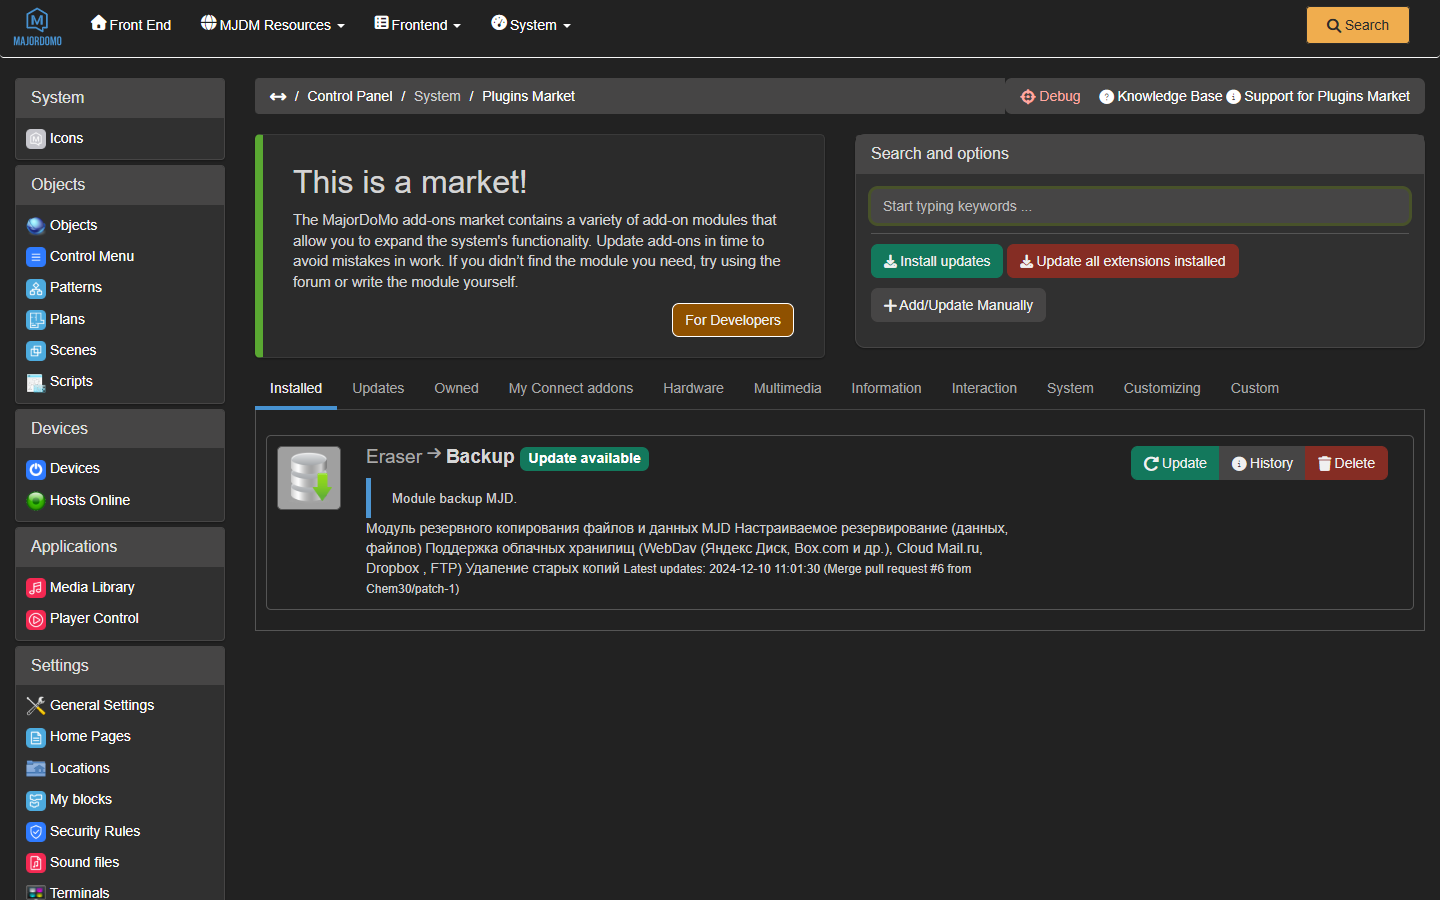 MAJORDOMO
Front End
MJDM Resources
Frontend
System
Search
System
Icons
Objects
Objects
Control Menu
Patterns
Plans
Scenes
Scripts
Devices
Devices
Hosts Online
Applications
Media Library
Player Control
Settings
General Settings
Home Pages
Locations
My blocks
Security Rules
Sound files
Terminals
/ Control Panel / System / Plugins Market
Debug
Knowledge Base
Support for Plugins Market
This is a market!
The MajorDoMo add-ons market contains a variety of add-on modules that
allow you to expand the system's functionality. Update add-ons in time to
avoid mistakes in work. If you didn't find the module you need, try using the
forum or write the module yourself.
For Developers
Search and options
Start typing keywords ...
Install updates
Update all extensions installed
Add/Update Manually
Installed
Updates
Owned
My Connect addons
Hardware
Multimedia
Information
Interaction
System
Customizing
Custom
Eraser → Backup Update available
Update
History
Delete
Module backup MJD.
Модуль резервного копирования файлов и данных MJD Настраиваемое резервирование (данных,
файлов) Поддержка облачных хранилищ (WebDav (Яндекс Диск, Box.com и др.), Cloud Mail.ru,
Dropbox , FTP) Удаление старых копий Latest updates: 2024-12-10 11:01:30 (Merge pull request #6 from
Chem30/patch-1)